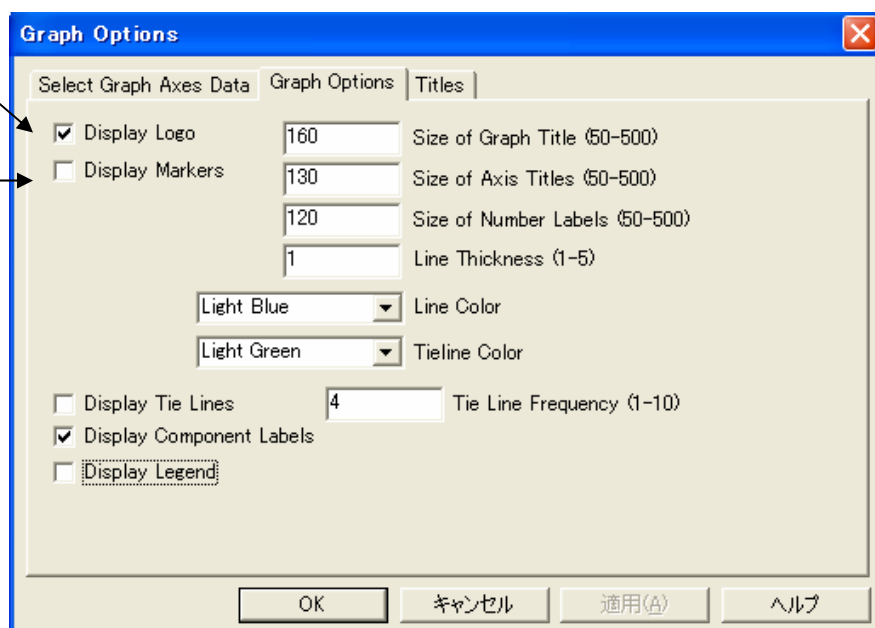 Graph Options
Select Graph Axes Data Graph Options Titles
Display Logo 160 Size of Graph Title (50-500)
Display Markers 130 Size of Axis Titles (50-500)
120 Size of Number Labels (50-500)
1 Line Thickness (1-5)
Light Blue Line Color
Light Green Tieline Color
Display Tie Lines 4 Tie Line Frequency (1-10)
Display Component Labels
Display Legend
OK キャンセル 適用(A) ヘルプ